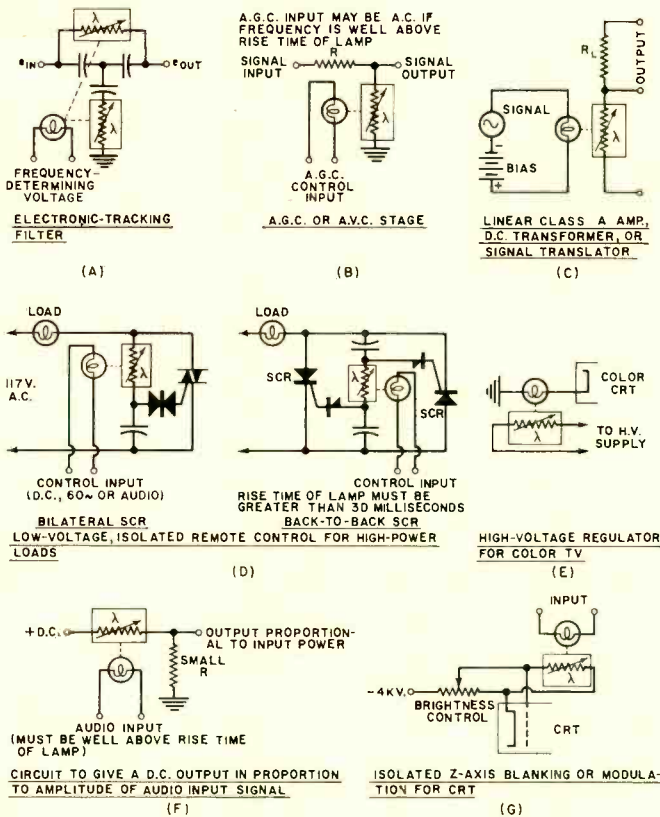 λ
eIN
eOUT
λ
FREQUENCY-
DETERMINING
VOLTAGE
ELECTRONIC-TRACKING
FILTER
(A)
A.G.C. INPUT MAY BE A.C. IF
FREQUENCY IS WELL ABOVE
RISE TIME OF LAMP
SIGNAL
INPUT
R
SIGNAL
OUTPUT
λ
A.G.C.
CONTROL
INPUT
A.G.C. OR A.V.C. STAGE
(B)
RL
OUTPUT
SIGNAL
λ
-
BIAS
+
LINEAR CLASS A AMP.,
D.C. TRANSFORMER, OR
SIGNAL TRANSLATOR
(C)
LOAD
λ
117V.
A.C.
CONTROL INPUT
(D.C., 60~ OR AUDIO)
BILATERAL SCR
LOAD
SCR
λ
SCR
CONTROL INPUT
RISE TIME OF LAMP MUST BE
GREATER THAN 30 MILLISECONDS
BACK-TO-BACK SCR
LOW-VOLTAGE, ISOLATED REMOTE CONTROL FOR HIGH-POWER
LOADS
(D)
COLOR
CRT
λ
TO H.V.
SUPPLY
HIGH-VOLTAGE REGULATOR
FOR COLOR TV
(E)
λ
+D.C.
OUTPUT PROPORTION-
AL TO INPUT POWER
SMALL
R
AUDIO INPUT
(MUST BE WELL ABOVE RISE TIME
OF LAMP)
CIRCUIT TO GIVE A D.C. OUTPUT IN PROPORTION
TO AMPLITUDE OF AUDIO INPUT SIGNAL
(F)
INPUT
λ
-4KV.
BRIGHTNESS
CONTROL
CRT
ISOLATED Z-AXIS BLANKING OR MODULA-
TION FOR CRT
(G)